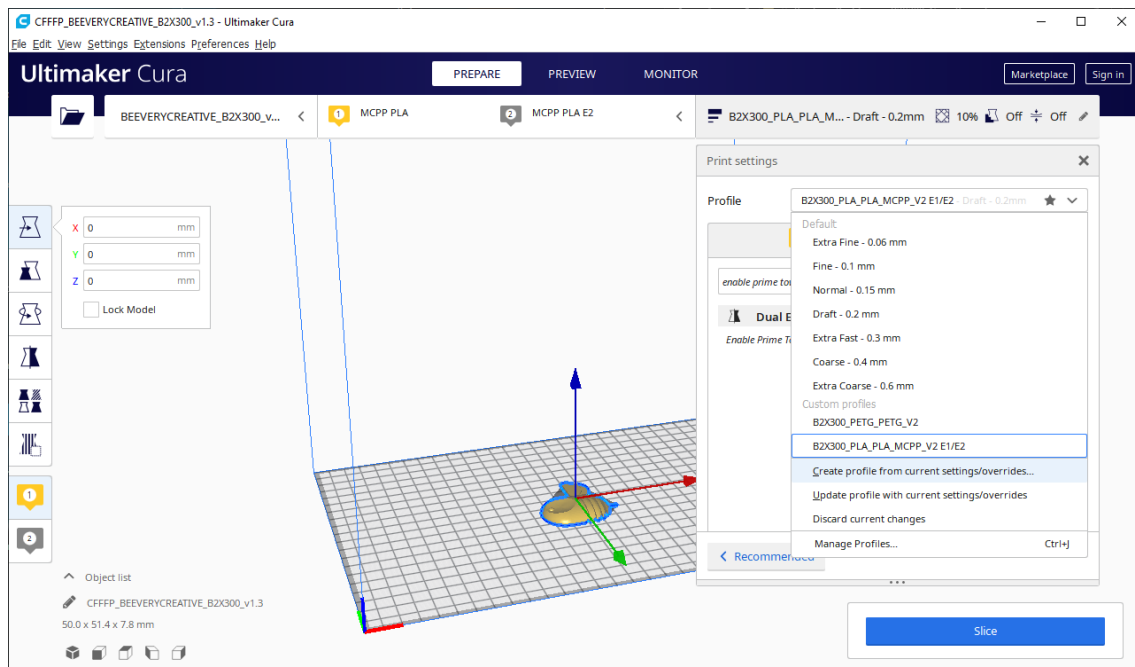 CFFFP_BEEVERYCREATIVE_B2X300_v1.3 - Ultimaker Cura
File Edit View Settings Extensions Preferences Help
Ultimaker Cura
PREPARE PREVIEW MONITOR
Marketplace Sign in
BEEVERYCREATIVE_B2X300_v...
1 MCPP PLA
2 MCPP PLA E2
B2X300_PLA_PLA_M... - Draft - 0.2mm 10% Off Off
Print settings
Profile B2X300_PLA_PLA_MCPP_V2 E1/E2 - Draft - 0.2mm
X 0 mm
Y 0 mm
Z 0 mm
Lock Model
enable prime tov
Dual E
Enable Prime T
Default
Extra Fine - 0.06 mm
Fine - 0.1 mm
Normal - 0.15 mm
Draft - 0.2 mm
Extra Fast - 0.3 mm
Coarse - 0.4 mm
Extra Coarse - 0.6 mm
Custom profiles
B2X300_PETG_PETG_V2
B2X300_PLA_PLA_MCPP_V2 E1/E2
Create profile from current settings/overrides...
Update profile with current settings/overrides
Discard current changes
Manage Profiles... Ctrl+J
Recommended
1
2
Object list
CFFFP_BEEVERYCREATIVE_B2X300_v1.3
50.0 x 51.4 x 7.8 mm
Slice